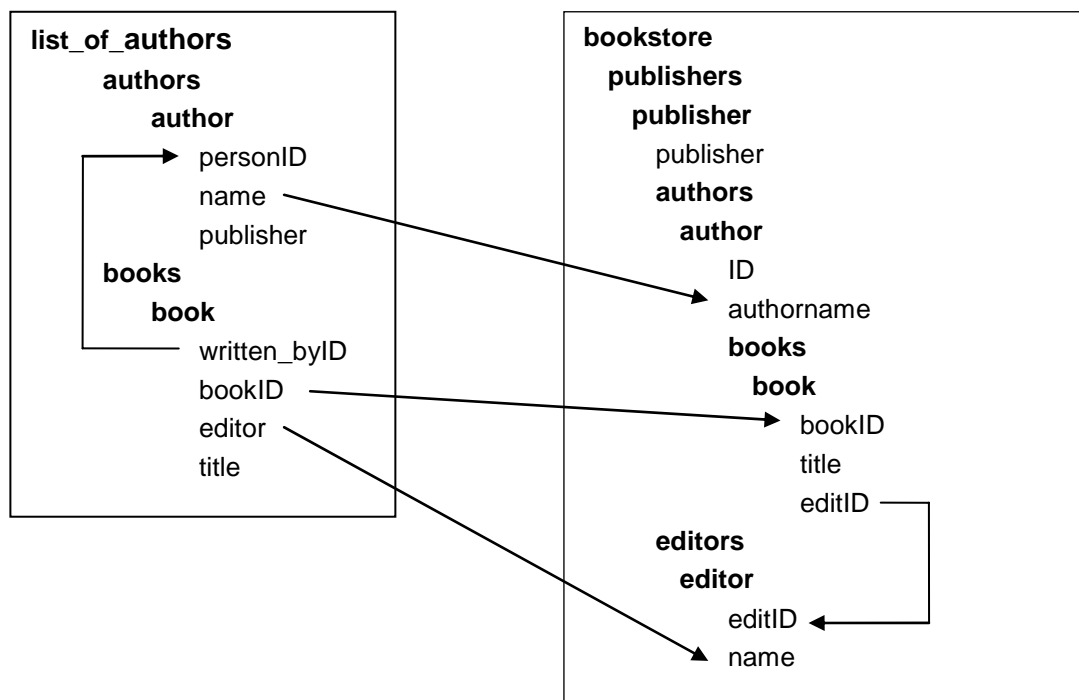 list_of_authors
authors
author
personID
name
publisher
books
book
written_byID
bookID
editor
title
bookstore
publishers
publisher
publisher
authors
author
ID
authorname
books
book
bookID
title
editID
editors
editor
editID
name